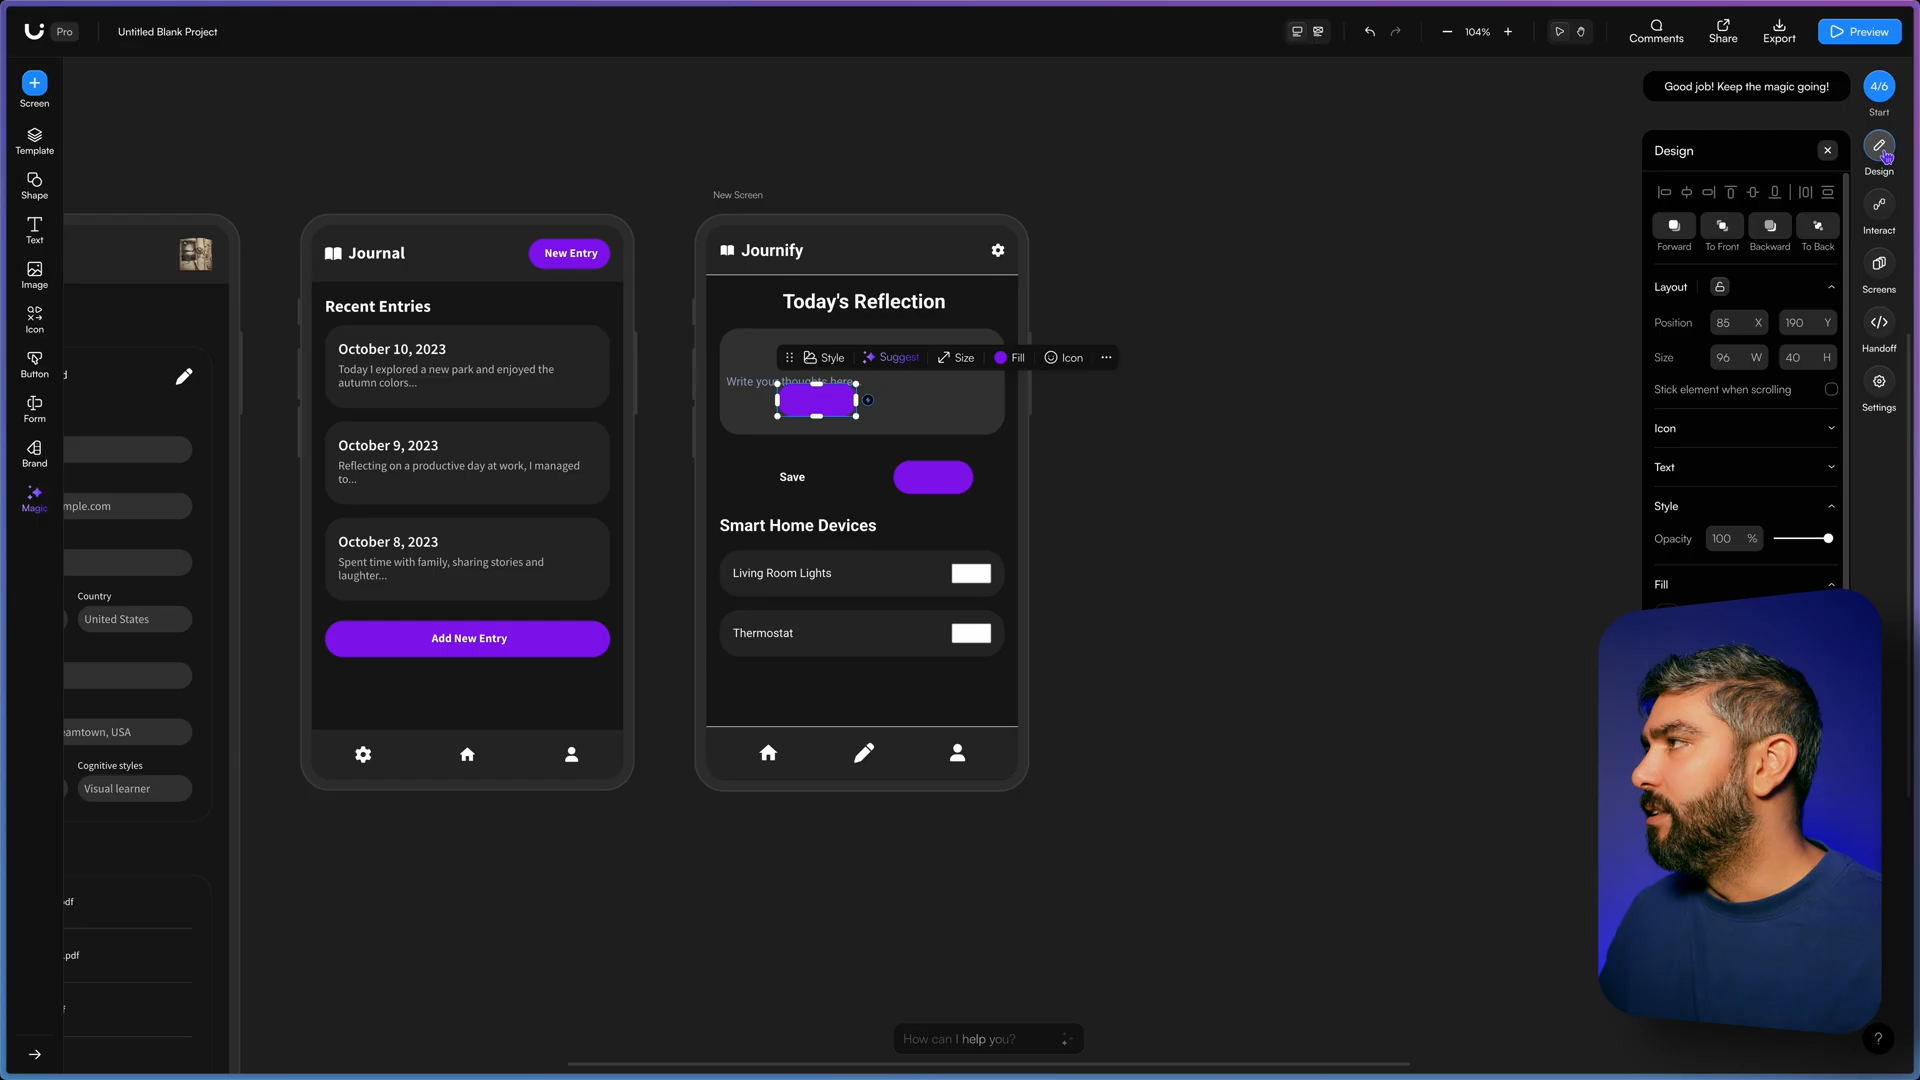 Pro
Untitled Blank Project
104%
Comments
Share
Export
Preview
Screen
Template
Shape
Text
Image
Icon
Button
Form
Brand
Magic
d
mple.com
Country
United States
eamtown, USA
Cognitive styles
Visual learner
df
.pdf
f
Journal
New Entry
Recent Entries
October 10, 2023
Today I explored a new park and enjoyed the
autumn colors...
October 9, 2023
Reflecting on a productive day at work, I managed
to...
October 8, 2023
Spent time with family, sharing stories and
laughter...
Add New Entry
New Screen
Journify
Today's Reflection
Style
Suggest
Size
Fill
Icon
Write your thoughts here
Save
Smart Home Devices
Living Room Lights
Thermostat
How can I help you?
Good job! Keep the magic going!
4/6
Start
Design
Interact
Screens
Handoff
Settings
Design
Forward
To Front
Backward
To Back
Layout
Position
85 X
190 Y
Size
96 W
40 H
Stick element when scrolling
Icon
Text
Style
Opacity
100 %
Fill
?